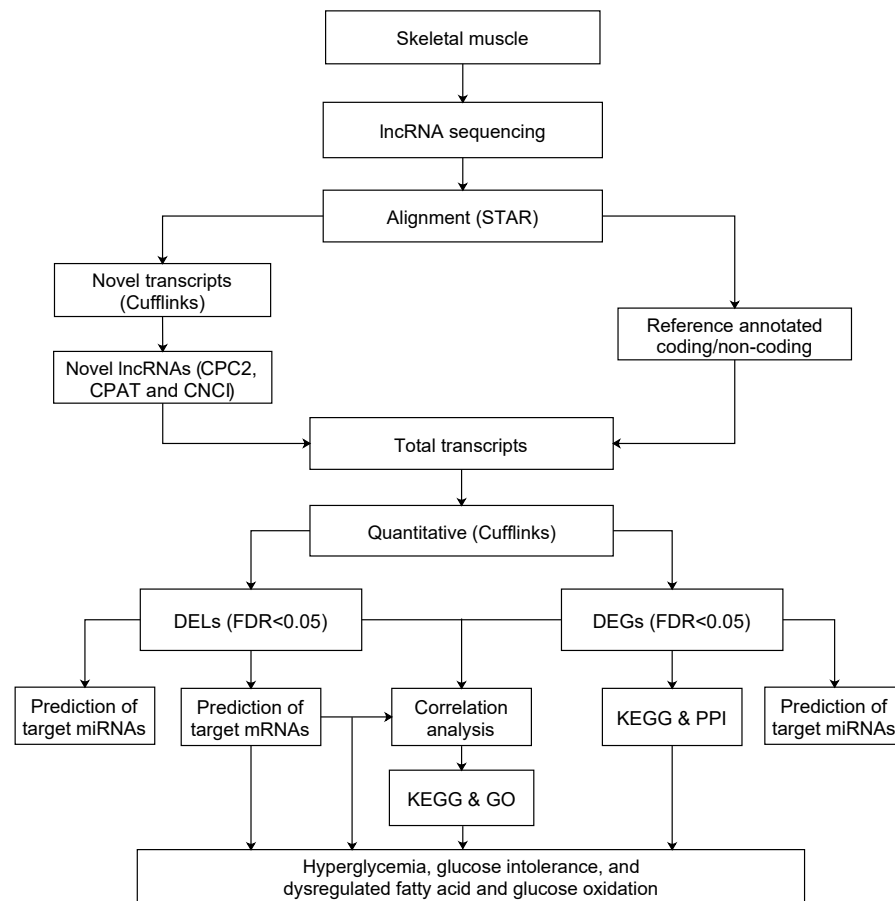 Skeletal muscle
lncRNA sequencing
Alignment (STAR)
Novel transcripts
(Cufflinks)
Reference annotated
coding/non-coding
Novel lncRNAs (CPC2,
CPAT and CNCI)
Total transcripts
Quantitative (Cufflinks)
DELs (FDR<0.05)
DEGs (FDR<0.05)
Prediction of
target miRNAs
Prediction of
target mRNAs
Correlation
analysis
KEGG & PPI
Prediction of
target miRNAs
KEGG & GO
Hyperglycemia, glucose intolerance, and
dysregulated fatty acid and glucose oxidation